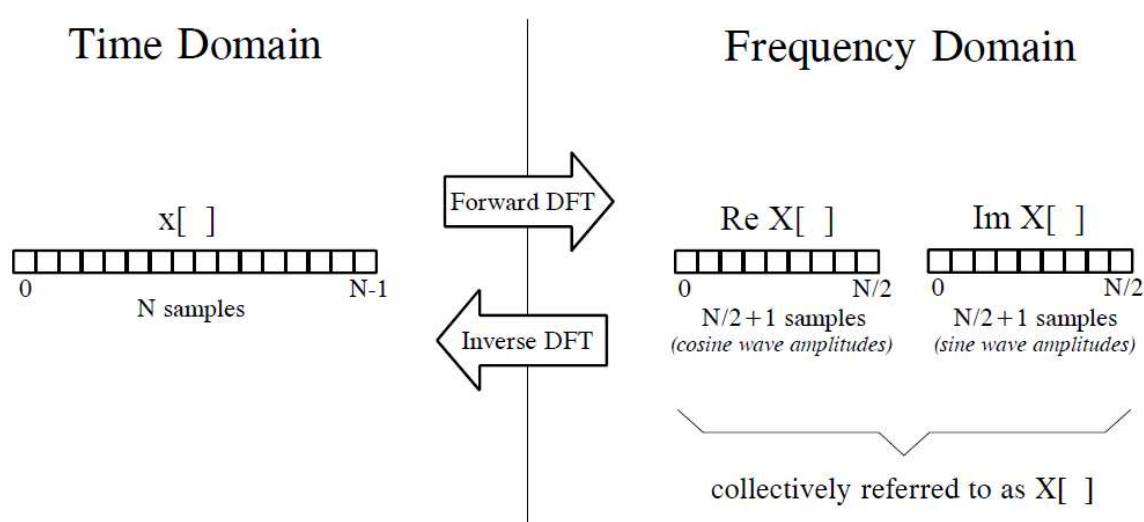 Time Domain
Frequency Domain
Forward DFT
x[ ]
Re X[ ]
Im X[ ]
0
N-1
N samples
0
N/2
0
N/2
N/2+1 samples
(cosine wave amplitudes)
N/2+1 samples
(sine wave amplitudes)
Inverse DFT
collectively referred to as X[ ]